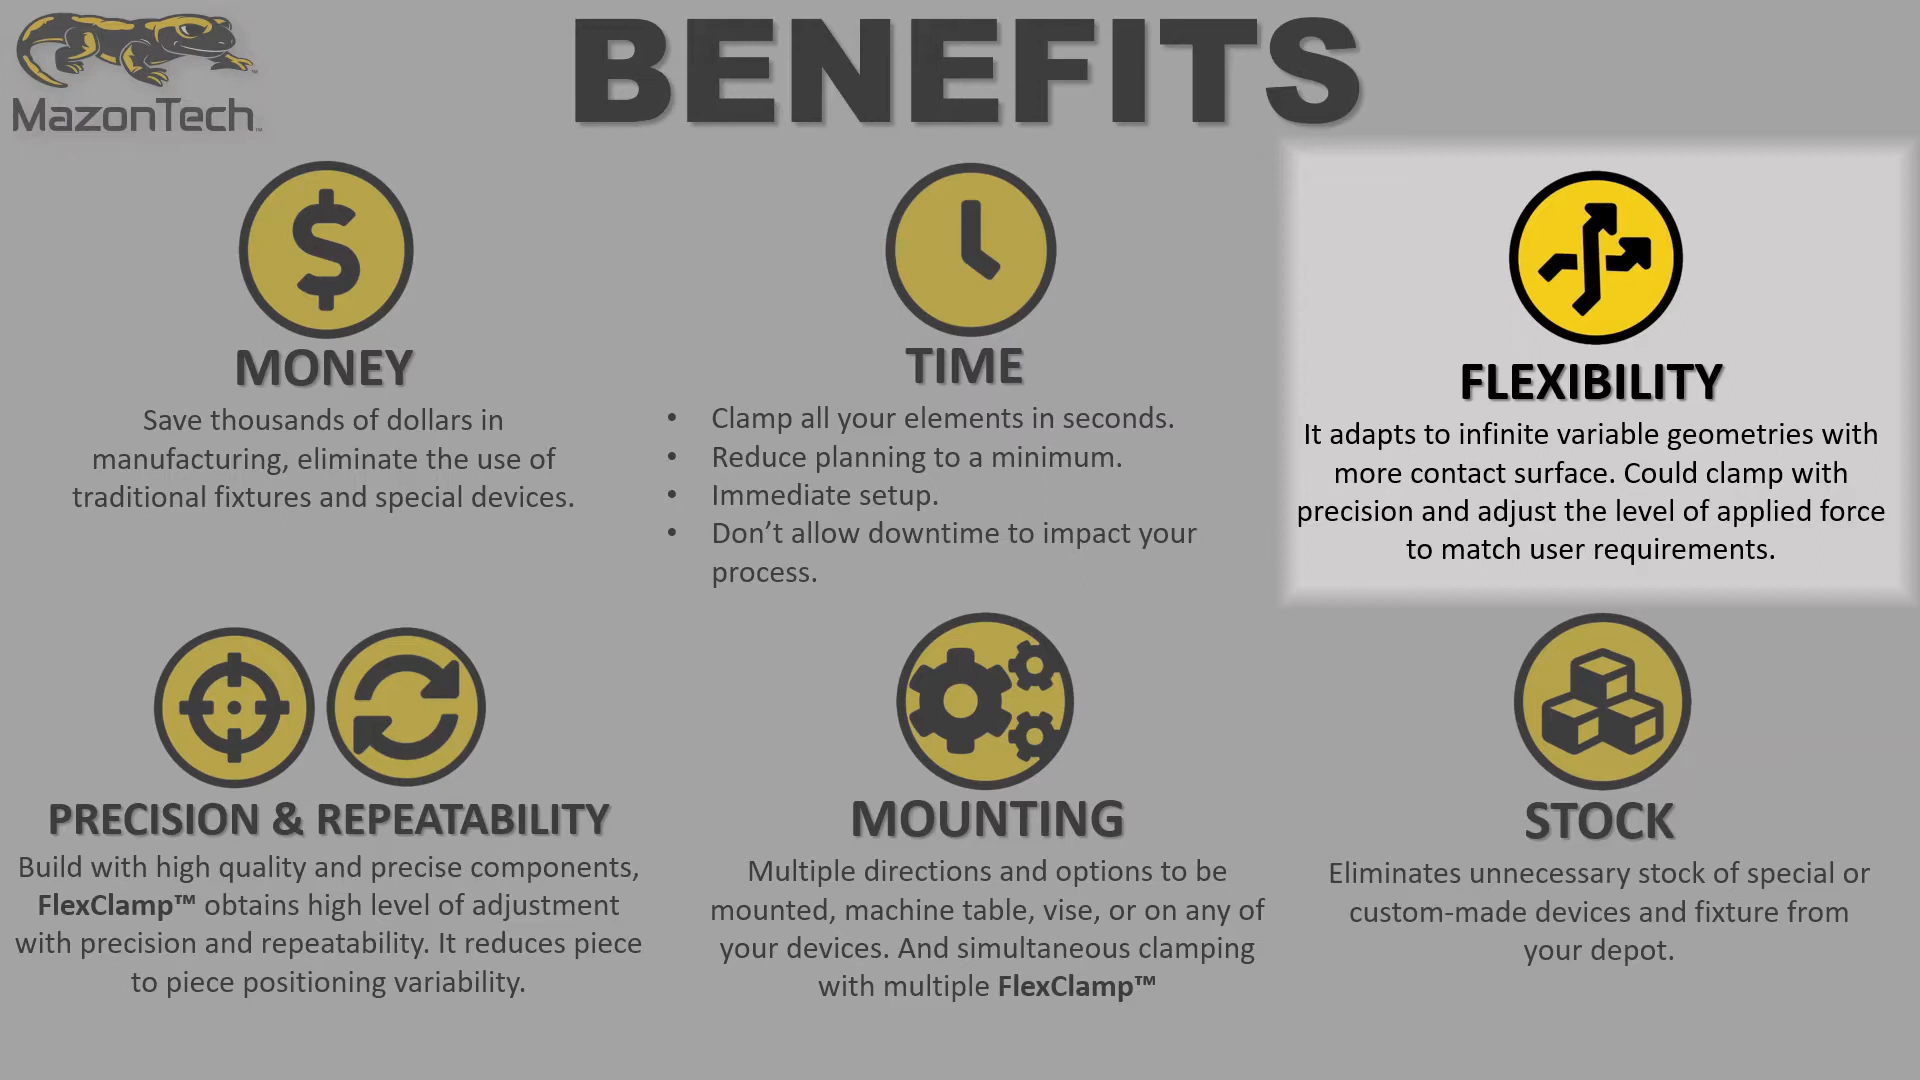 MazonTech™
BENEFITS
MONEY
Save thousands of dollars in
manufacturing, eliminate the use of
traditional fixtures and special devices.
TIME
• Clamp all your elements in seconds.
• Reduce planning to a minimum.
• Immediate setup.
• Don’t allow downtime to impact your
process.
FLEXIBILITY
It adapts to infinite variable geometries with
more contact surface. Could clamp with
precision and adjust the level of applied force
to match user requirements.
PRECISION & REPEATABILITY
Build with high quality and precise components,
FlexClamp™ obtains high level of adjustment
with precision and repeatability. It reduces piece
to piece positioning variability.
MOUNTING
Multiple directions and options to be
mounted, machine table, vise, or on any of
your devices. And simultaneous clamping
with multiple FlexClamp™
STOCK
Eliminates unnecessary stock of special or
custom-made devices and fixture from
your depot.